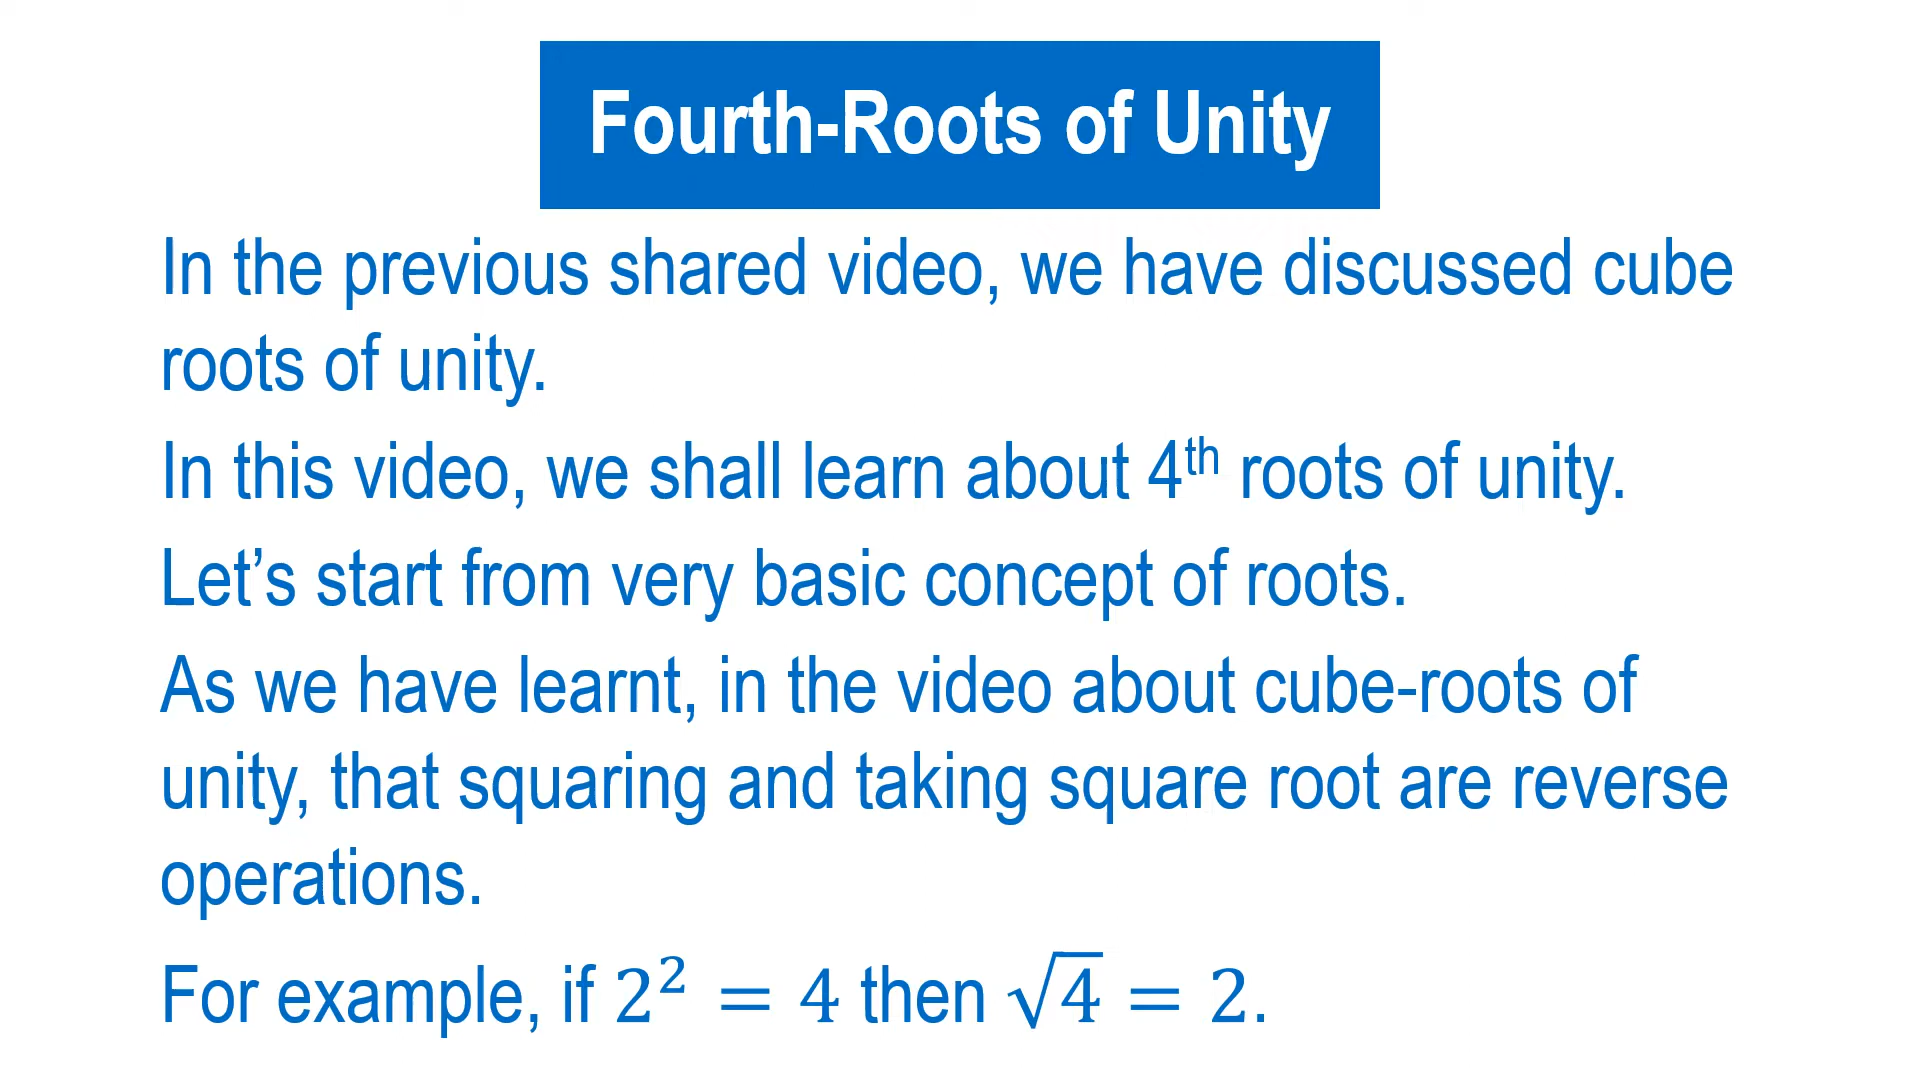 Fourth-Roots of Unity
In the previous shared video, we have discussed cube
roots of unity.
In this video, we shall learn about 4th roots of unity.
Let’s start from very basic concept of roots.
As we have learnt, in the video about cube-roots of
unity, that squaring and taking square root are reverse
operations.
For example, if 2² = 4 then √4 = 2.